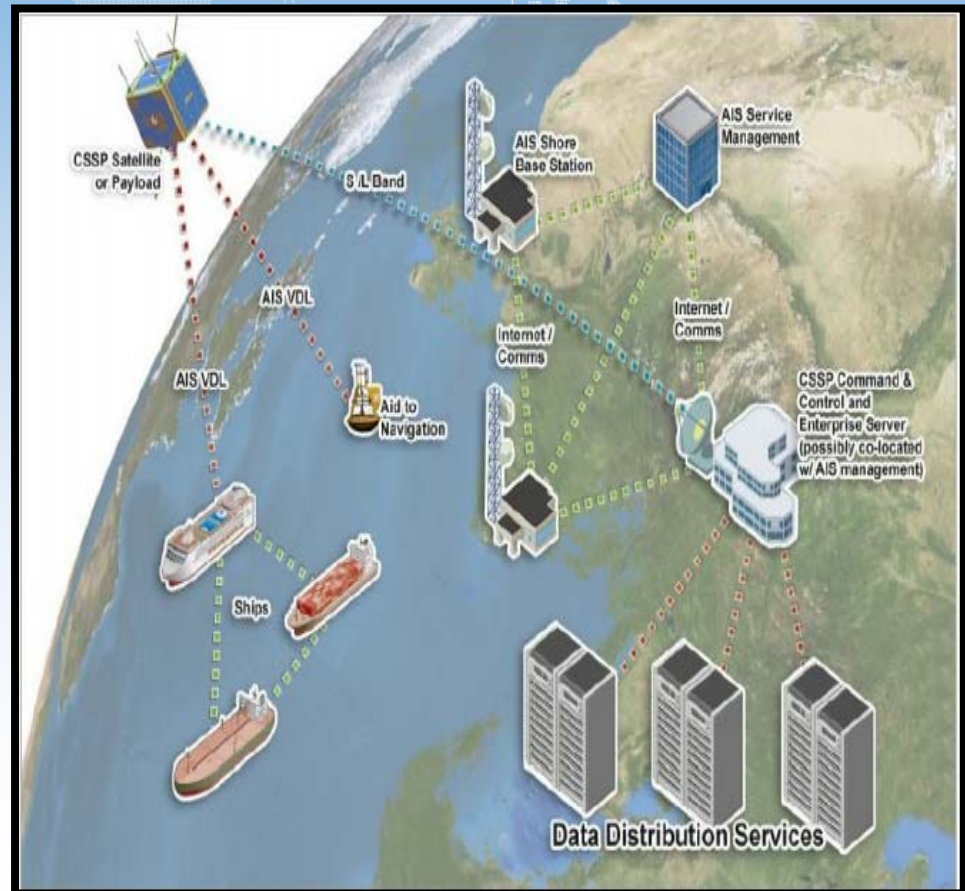 CSSP Satellite
or Payload
S /L Band
AIS Shore
Base Station
AIS Service
Management
AIS VDL
AIS VDL
Aid to
Navigation
Internet /
Comms
Internet /
Comms
CSSP Command &
Control and
Enterprise Server
(possibly co-located
w/ AIS management)
Ships
Data Distribution Services